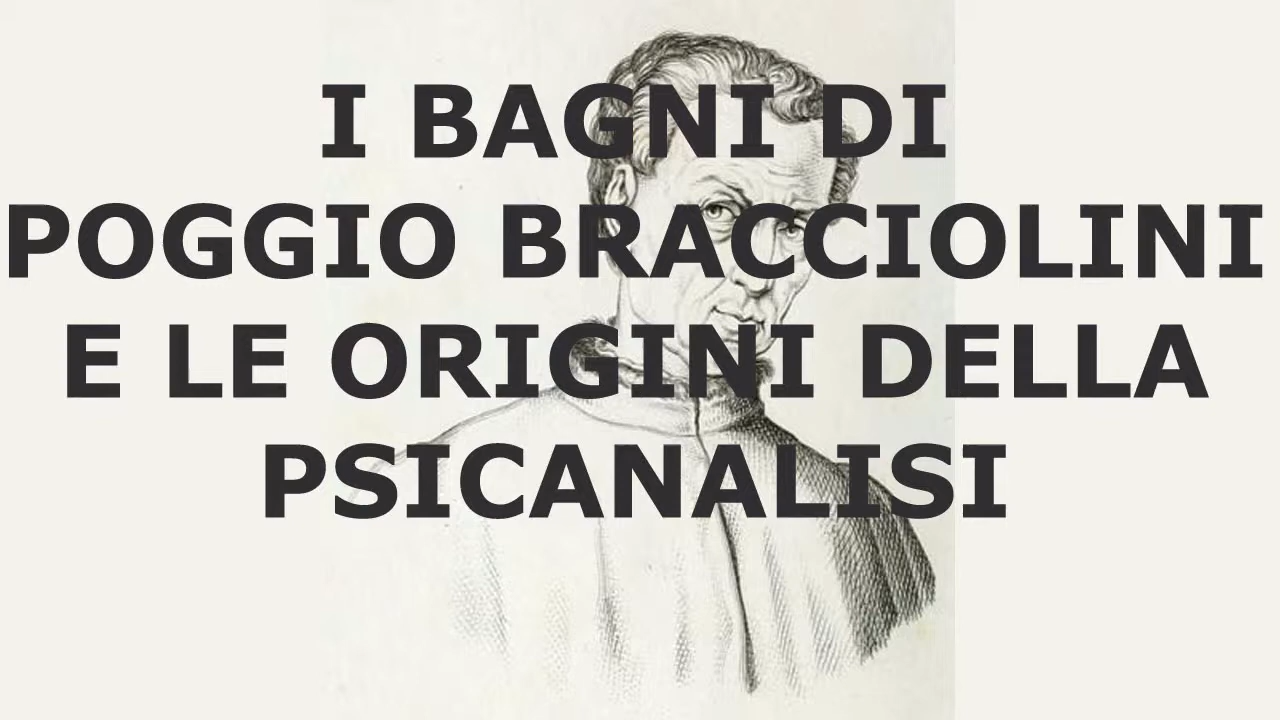 I BAGNI DI
POGGIO BRACCIOLINI
E LE ORIGINI DELLA
PSICANALISI